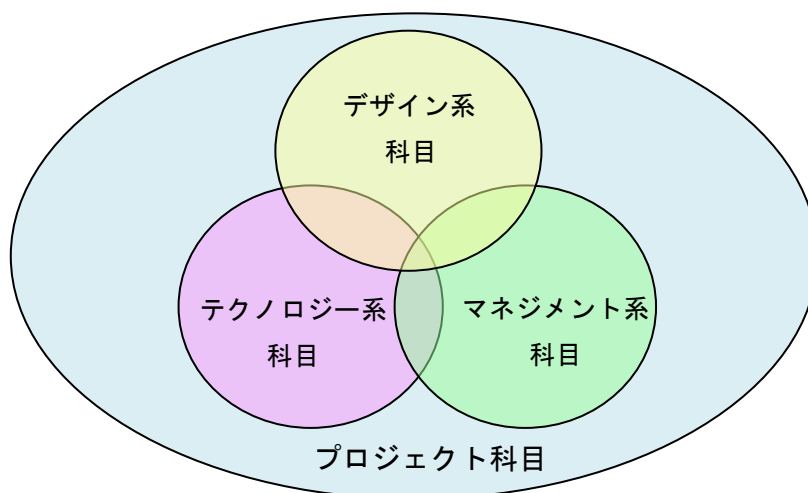 デザイン系
科目
テクノロジー系
科目
マネジメント系
科目
プロジェクト科目